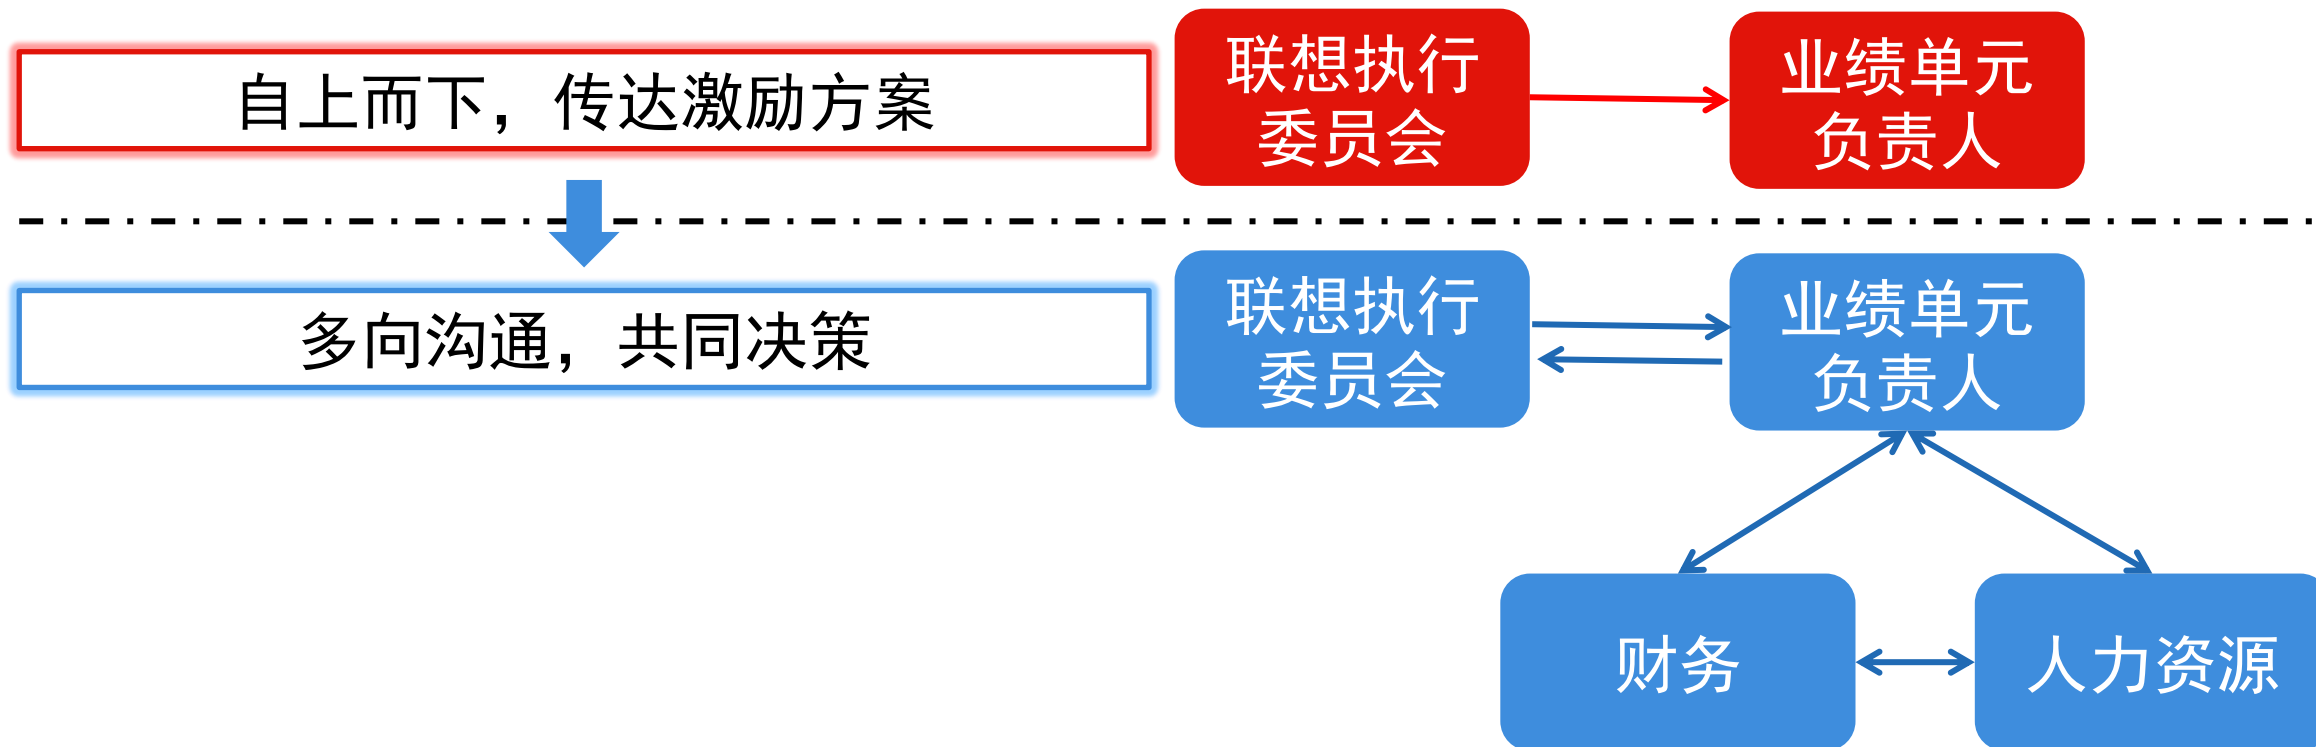 自上而下，传达激励方案
联想执行
委员会
业绩单元
负责人
多向沟通，共同决策
联想执行
委员会
业绩单元
负责人
财务
人力资源